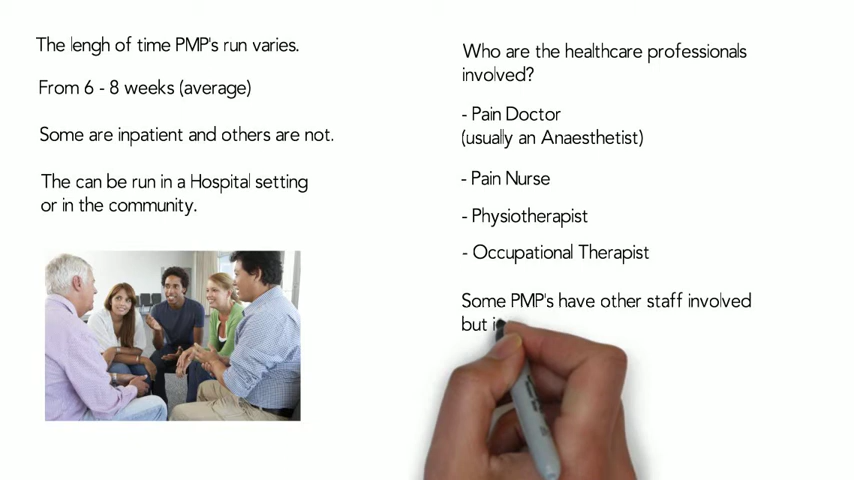 The lengh of time PMP's run varies.
From 6 - 8 weeks (average)
Some are inpatient and others are not.
The can be run in a Hospital setting
or in the community.
Who are the healthcare professionals
involved?
- Pain Doctor
(usually an Anaesthetist)
- Pain Nurse
- Physiotherapist
- Occupational Therapist
Some PMP's have other staff involved
but